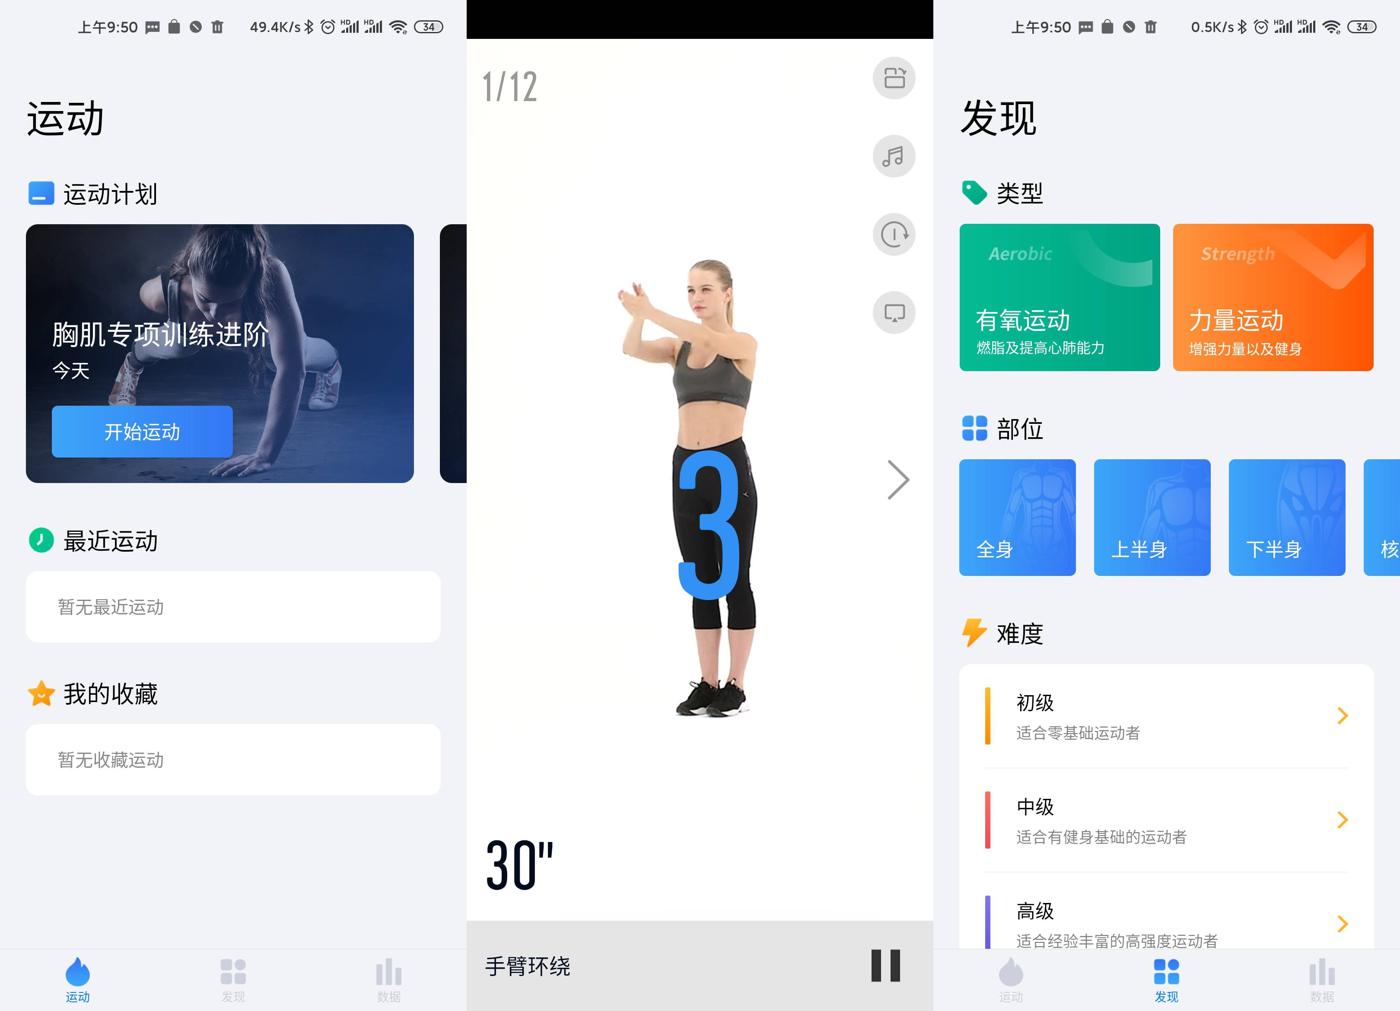 上午9:50
49.4K/s
HD
HD
34
运动
运动计划
胸肌专项训练进阶
今天
开始运动
最近运动
暂无最近运动
我的收藏
暂无收藏运动
运动
发现
数据
1/12
3
30"
手臂环绕
上午9:50
0.5K/s
HD
HD
34
发现
类型
Aerobic
有氧运动
燃脂及提高心肺能力
Strength
力量运动
增强力量以及健身
部位
全身
上半身
下半身
核
难度
初级
适合零基础运动者
中级
适合有健身基础的运动者
高级
适合经验丰富的高强度运动者
运动
发现
数据